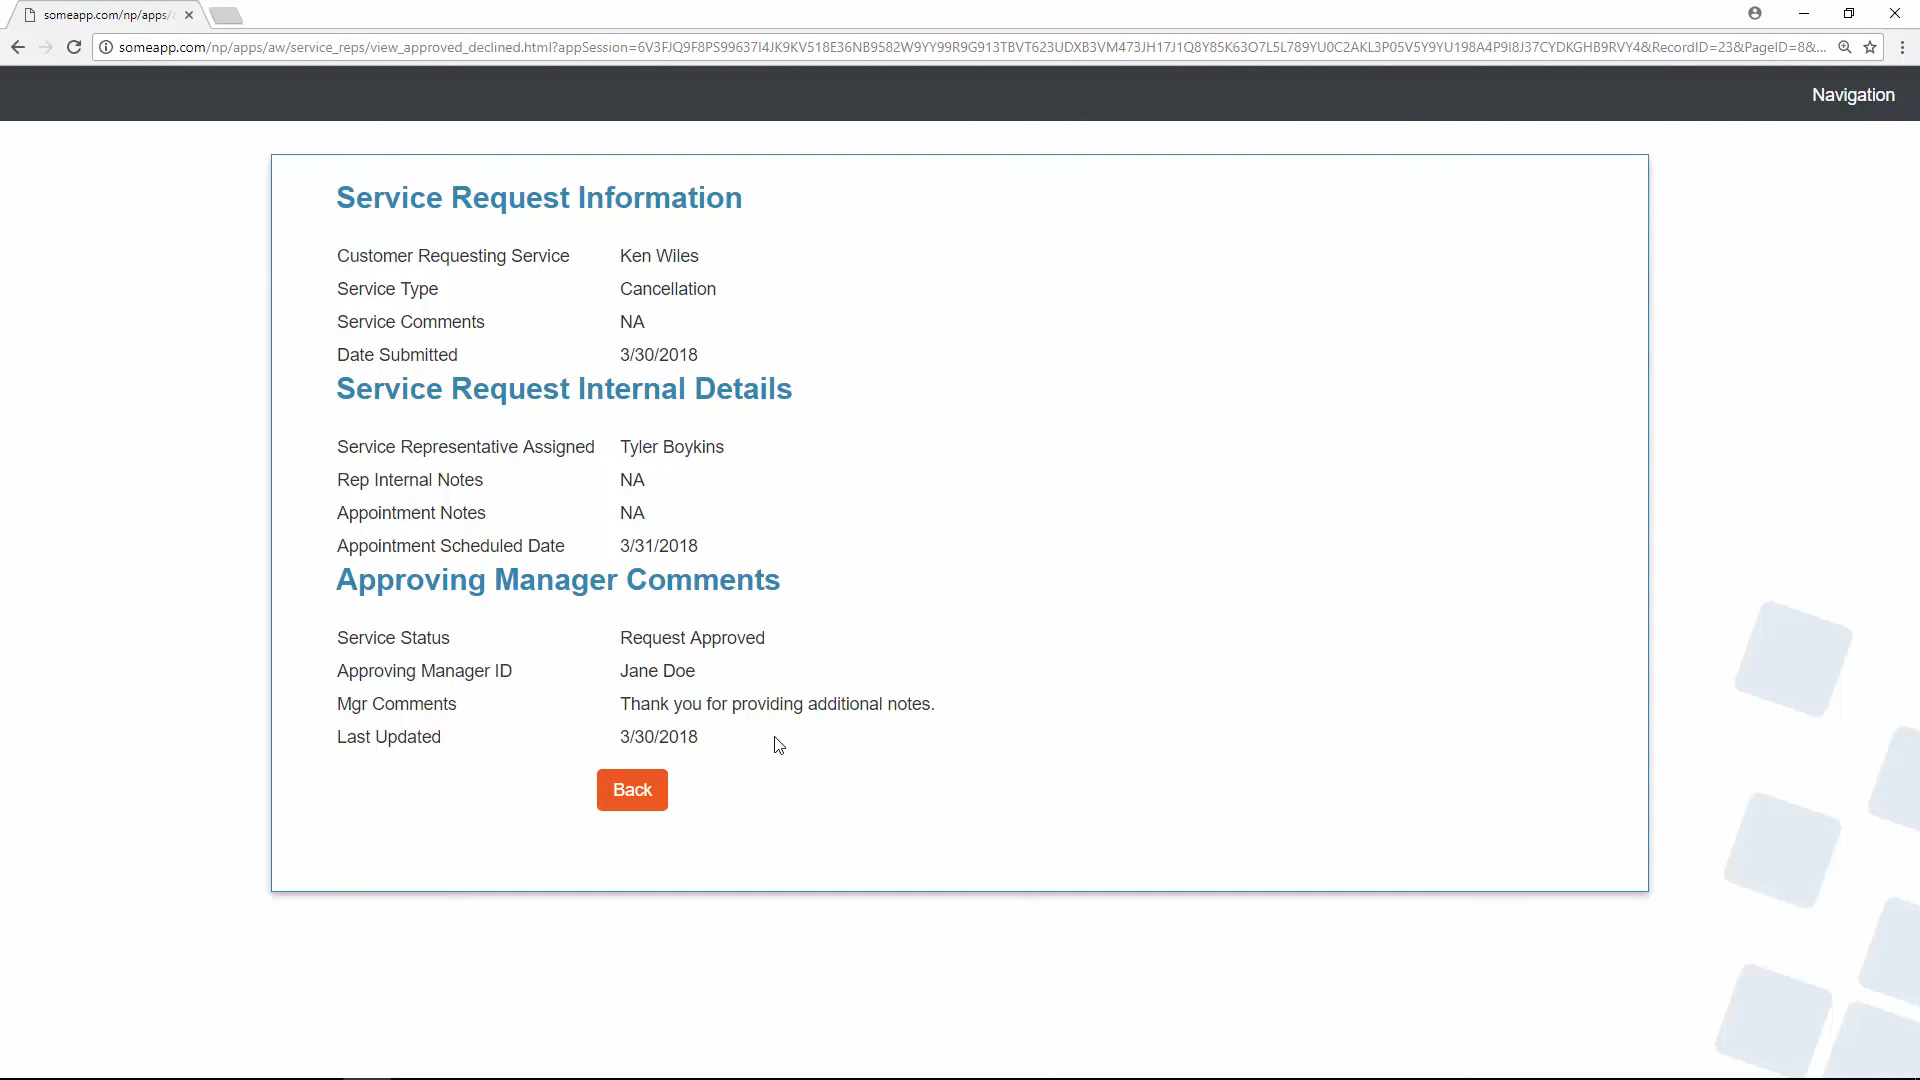 someapp.com/np/apps/
someapp.com/np/apps/aw/service_reps/view_approved_declined.html?appSession=6V3FJQ9F8PS99637I4JK9KV518E36NB9582W9YY99R9G913TBVT623UDXB3VM473JH17J1Q8Y85K63O7L5L789YU0C2AKL3P05V5Y9YU198A4P9I8J37CYDKGHB9RVY4&RecordID=23&PageID=8&...
Navigation
Service Request Information
Customer Requesting Service Ken Wiles
Service Type Cancellation
Service Comments NA
Date Submitted 3/30/2018
Service Request Internal Details
Service Representative Assigned Tyler Boykins
Rep Internal Notes NA
Appointment Notes NA
Appointment Scheduled Date 3/31/2018
Approving Manager Comments
Service Status Request Approved
Approving Manager ID Jane Doe
Mgr Comments Thank you for providing additional notes.
Last Updated 3/30/2018
Back